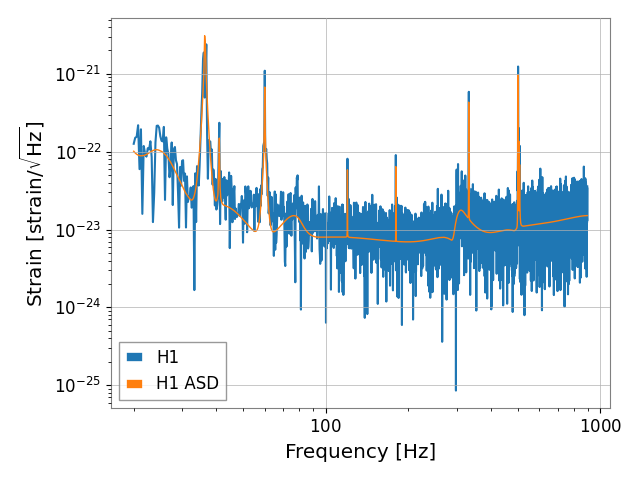 Strain [strain/√Hz]
10⁻²¹
10⁻²²
10⁻²³
10⁻²⁴
10⁻²⁵
H1
H1 ASD
100
1000
Frequency [Hz]